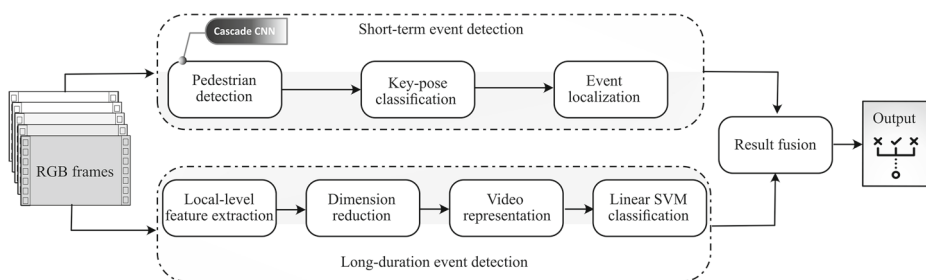 Cascade CNN
Short-term event detection
Pedestrian
detection
Key-pose
classification
Event
localization
RGB frames
Local-level
feature extraction
Dimension
reduction
Video
representation
Linear SVM
classification
Long-duration event detection
Result fusion
Output